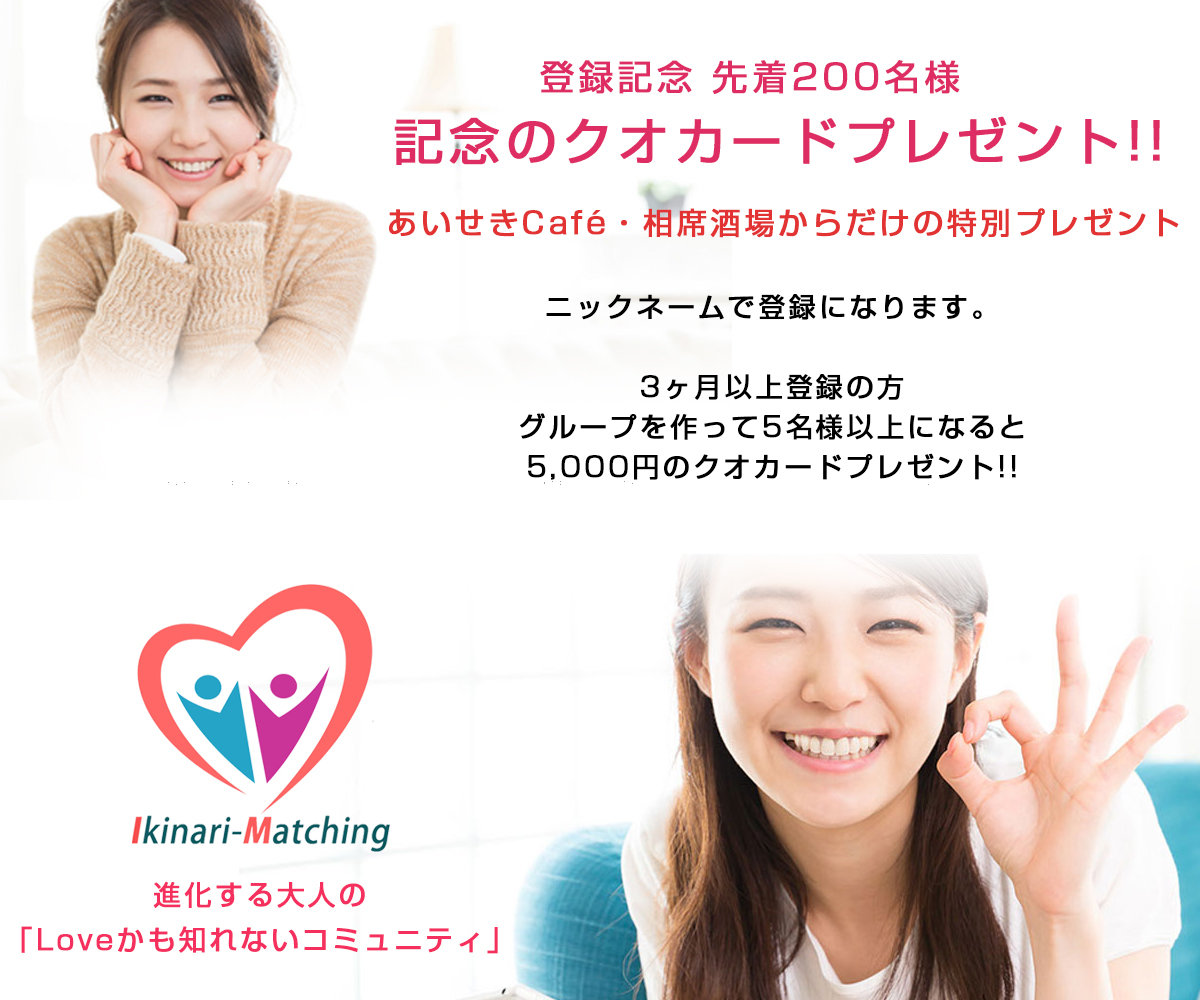 登録記念 先着200名様
記念のクオカードプレゼント!!
あいせきCafé・相席酒場からだけの特別プレゼント
ニックネームで登録になります。
3ヶ月以上登録の方
グループを作って5名様以上になると
5,000円のクオカードプレゼント!!
Ikinari-Matching
進化する大人の
「Loveかも知れないコミュニティ」